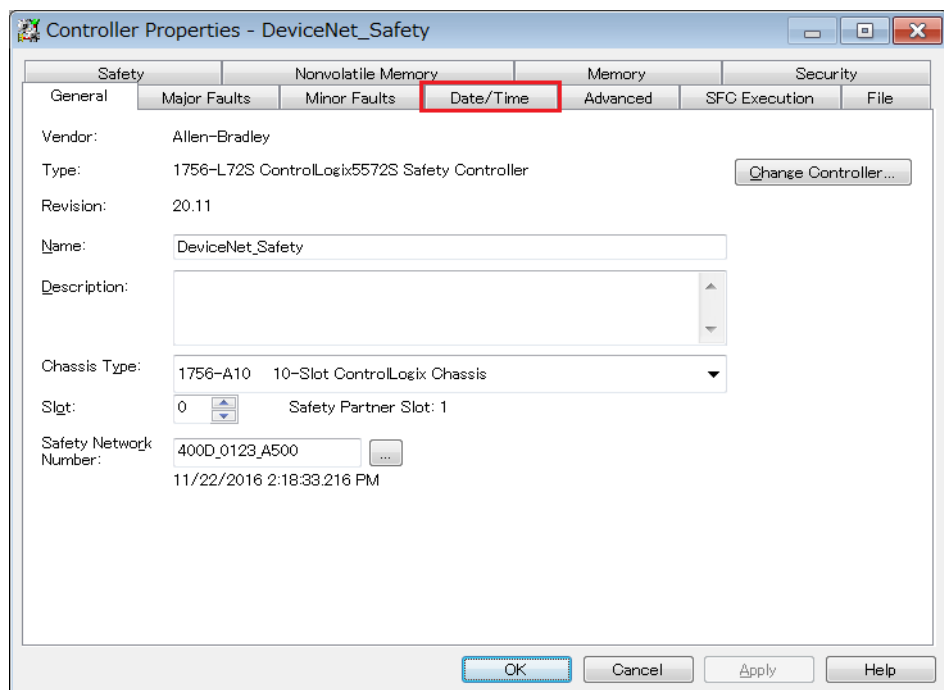 Controller Properties - DeviceNet_Safety
Safety Nonvolatile Memory Memory Security
General Major Faults Minor Faults Date/Time Advanced SFC Execution File
Vendor: Allen-Bradley
Type: 1756-L72S ControlLogix5572S Safety Controller Change Controller...
Revision: 20.11
Name: DeviceNet_Safety
Description:
Chassis Type: 1756-A10 10-Slot ControlLogix Chassis
Slot: 0 Safety Partner Slot: 1
Safety Network
Number: 400D_0123_A500 ...
11/22/2016 2:18:33.216 PM
OK Cancel Apply Help